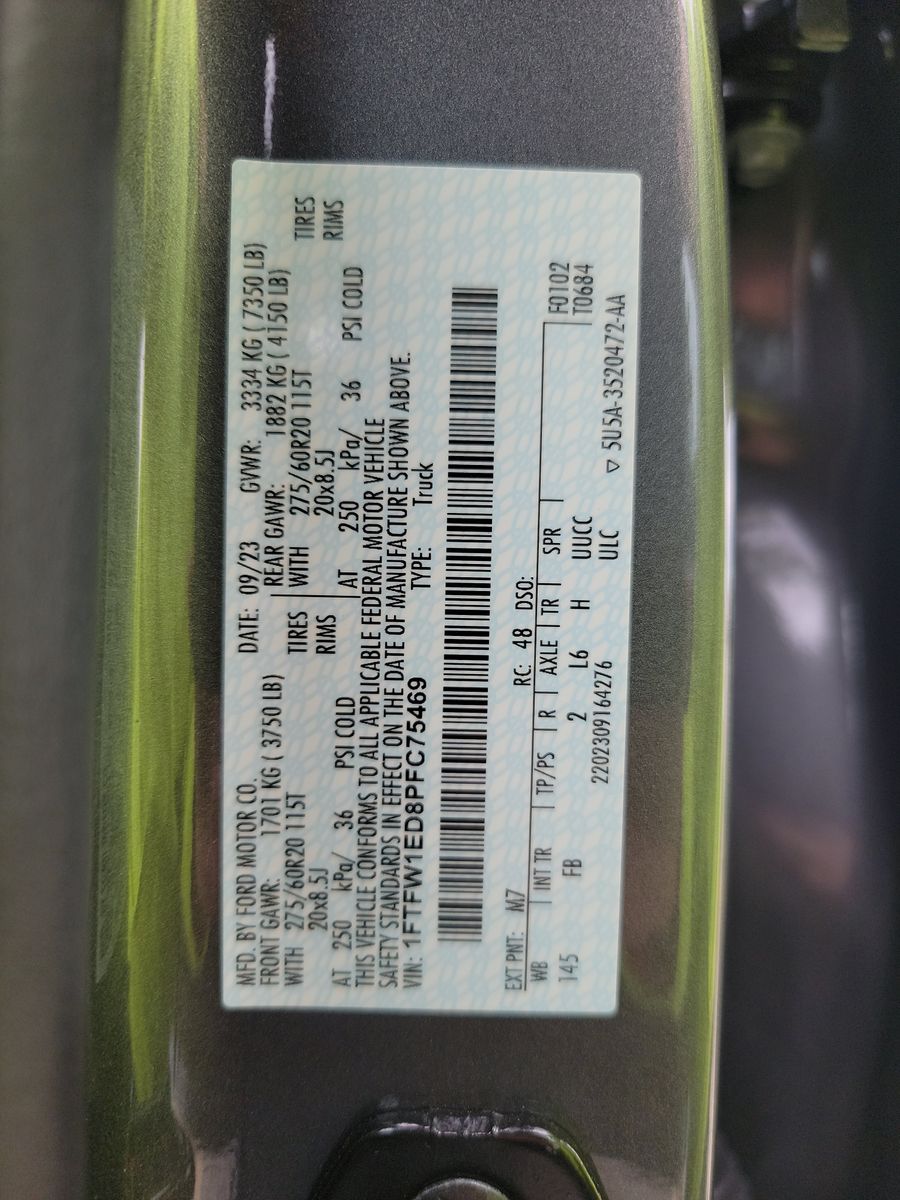 MFD. BY FORD MOTOR CO. DATE: 09/23 GVWR: 3334 KG ( 7350 LB)
FRONT GAWR: 1701 KG ( 3750 LB) REAR GAWR: 1882 KG ( 4150 LB)
WITH 275/60R20 115T TIRES WITH 275/60R20 115T TIRES
20x8.5J RIMS 20x8.5J RIMS
AT 250 kPa/ 36 PSI COLD AT 250 kPa/ 36 PSI COLD
THIS VEHICLE CONFORMS TO ALL APPLICABLE FEDERAL MOTOR VEHICLE
SAFETY STANDARDS IN EFFECT ON THE DATE OF MANUFACTURE SHOWN ABOVE.
VIN: 1FTFW1ED8PFC75469 TYPE: Truck
EXT PNT: M7 RC: 48 DSO: F0102
WB INT TR TP/PS R AXLE TR SPR T0684
145 FB 2 L6 H UUCC
2202309164276 ULC ▽ 5U5A-3520472-AA